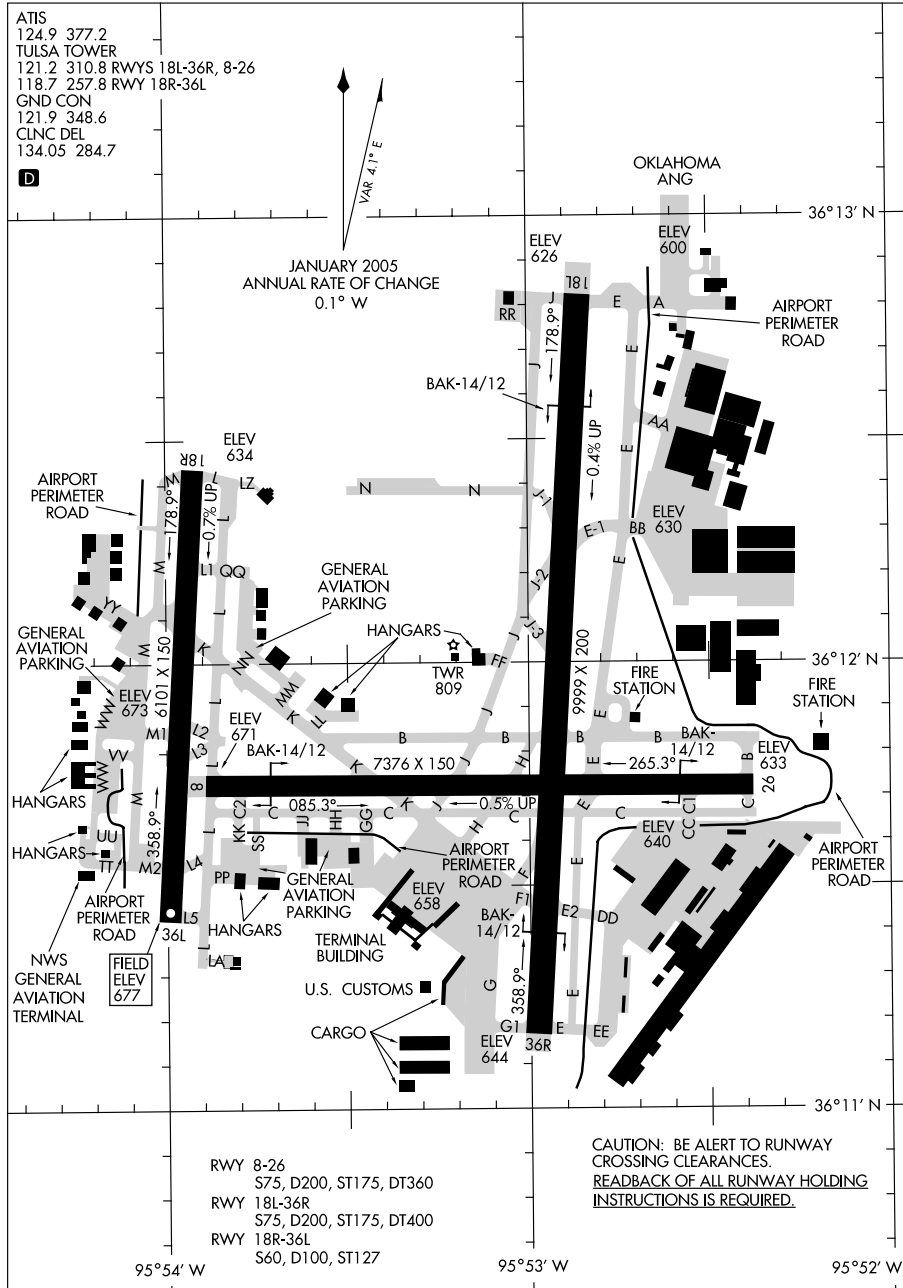 ATIS
124.9 377.2
TULSA TOWER
121.2 310.8 RWYS 18L-36R, 8-26
118.7 257.8 RWY 18R-36L
GND CON
121.9 348.6
CLNC DEL
134.05 284.7
D
VAR 4.1° E
JANUARY 2005
ANNUAL RATE OF CHANGE
0.1° W
OKLAHOMA
ANG
36°13' N
ELEV
626
ELEV
600
18L
RR
J
E
A
178.9°
J
E
AIRPORT
PERIMETER
ROAD
BAK-14/12
0.4% UP
AA
E
ELEV
634
18R
M
L
LZ
N
N
J-1
AIRPORT
PERIMETER
ROAD
178.9°
0.7% UP
L
E-1
BB
ELEV
630
E
M
L1
QQ
J-2
GENERAL
AVIATION
PARKING
YY
L
HANGARS
J-3
J
GENERAL
AVIATION
PARKING
M
6101 X 150
K
NN
FF
TWR
809
9999 X 200
36°12' N
FIRE
STATION
FIRE
STATION
ELEV
673
L
MM
LL
K
J
E
WWW
M1
L2
ELEV
671
B
B
B
B
BAK-
14/12
VV
L3
BAK-14/12
K
7376 X 150
J
H
E
265.3°
B
ELEV
633
HANGARS
WWW
M
8
26
358.9°
085.3°
K
J
0.5% UP
E
C
KK
C2
C
JJ
HH
GG
C
C
CC
C1
SS
L
H
ELEV
640
HANGARS
UU
TT
M2
L4
PP
GENERAL
AVIATION
PARKING
AIRPORT
PERIMETER
ROAD
E
F
AIRPORT
PERIMETER
ROAD
ELEV
658
F1
E2
DD
AIRPORT
PERIMETER
ROAD
L5
36L
HANGARS
TERMINAL
BUILDING
BAK-
14/12
NWS
GENERAL
AVIATION
TERMINAL
FIELD
ELEV
677
LA
U.S. CUSTOMS
G
358.9°
E
CARGO
G1
E
EE
ELEV
644
36R
36°11' N
RWY 8-26
S75, D200, ST175, DT360
RWY 18L-36R
S75, D200, ST175, DT400
RWY 18R-36L
S60, D100, ST127
CAUTION: BE ALERT TO RUNWAY
CROSSING CLEARANCES.
READBACK OF ALL RUNWAY HOLDING
INSTRUCTIONS IS REQUIRED.
95°54' W
95°53' W
95°52' W